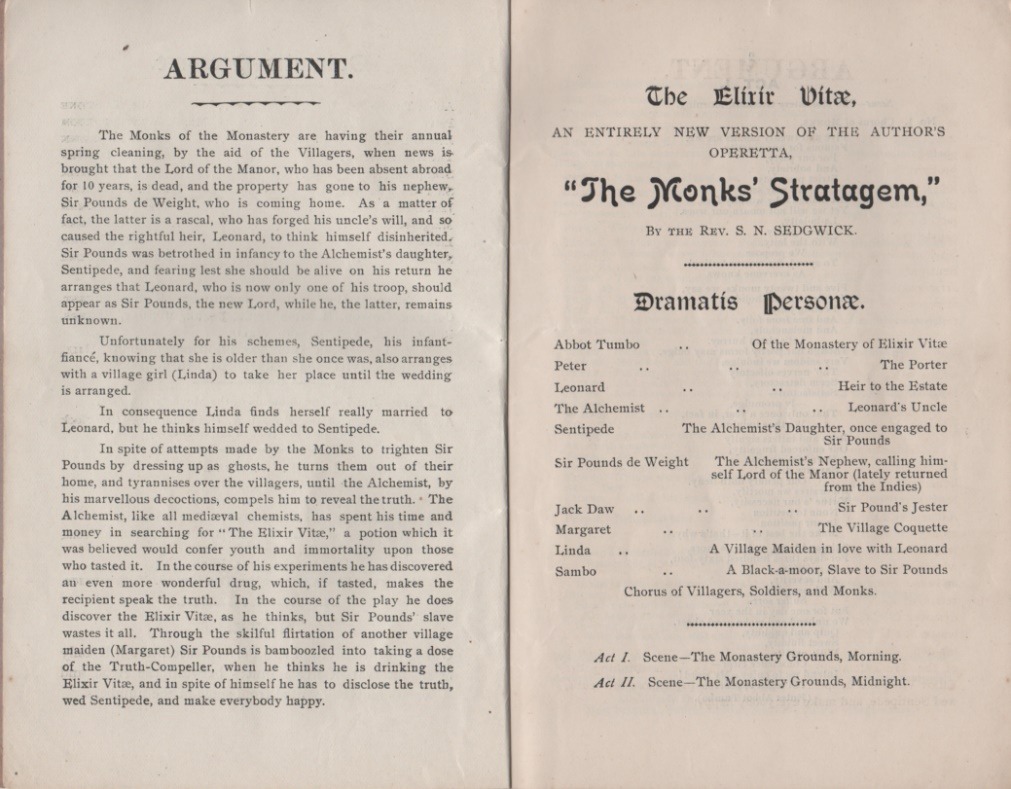 ARGUMENT.
The Monks of the Monastery are having their annual
spring cleaning, by the aid of the Villagers, when news is
brought that the Lord of the Manor, who has been absent abroad
for 10 years, is dead, and the property has gone to his nephew,
Sir Pounds de Weight, who is coming home. As a matter of
fact, the latter is a rascal, who has forged his uncle's will, and so
caused the rightful heir, Leonard, to think himself disinherited.
Sir Pounds was betrothed in infancy to the Alchemist's daughter,
Sentipede, and fearing lest she should be alive on his return he
arranges that Leonard, who is now only one of his troop, should
appear as Sir Pounds, the new Lord, while he, the latter, remains
unknown.
Unfortunately for his schemes, Sentipede, his infant-
fiancé, knowing that she is older than she once was, also arranges
with a village girl (Linda) to take her place until the wedding
is arranged.
In consequence Linda finds herself really married to
Leonard, but he thinks himself wedded to Sentipede.
In spite of attempts made by the Monks to trighten Sir
Pounds by dressing up as ghosts, he turns them out of their
home, and tyrannises over the villagers, until the Alchemist, by
his marvellous decoctions, compels him to reveal the truth. The
Alchemist, like all mediæval chemists, has spent his time and
money in searching for "The Elixir Vitæ," a potion which it
was believed would confer youth and immortality upon those
who tasted it. In the course of his experiments he has discovered
an even more wonderful drug, which, if tasted, makes the
recipient speak the truth. In the course of the play he does
discover the Elixir Vitæ, as he thinks, but Sir Pounds' slave
wastes it all. Through the skilful flirtation of another village
maiden (Margaret) Sir Pounds is bamboozled into taking a dose
of the Truth-Compeller, when he thinks he is drinking the
Elixir Vitæ, and in spite of himself he has to disclose the truth,
wed Sentipede, and make everybody happy.
The Elixir Vitæ,
AN ENTIRELY NEW VERSION OF THE AUTHOR'S
OPERETTA,
"The Monks' Stratagem,"
BY THE REV. S. N. SEDGWICK.
Dramatis Personæ.
Abbot Tumbo .. Of the Monastery of Elixir Vitæ
Peter .. .. .. The Porter
Leonard .. .. Heir to the Estate
The Alchemist .. .. .. Leonard's Uncle
Sentipede The Alchemist's Daughter, once engaged to
Sir Pounds
Sir Pounds de Weight The Alchemist's Nephew, calling him-
self Lord of the Manor (lately returned
from the Indies)
Jack Daw .. .. .. Sir Pound's Jester
Margaret .. .. The Village Coquette
Linda .. A Village Maiden in love with Leonard
Sambo .. A Black-a-moor, Slave to Sir Pounds
Chorus of Villagers, Soldiers, and Monks.
Act I. Scene—The Monastery Grounds, Morning.
Act II. Scene—The Monastery Grounds, Midnight.